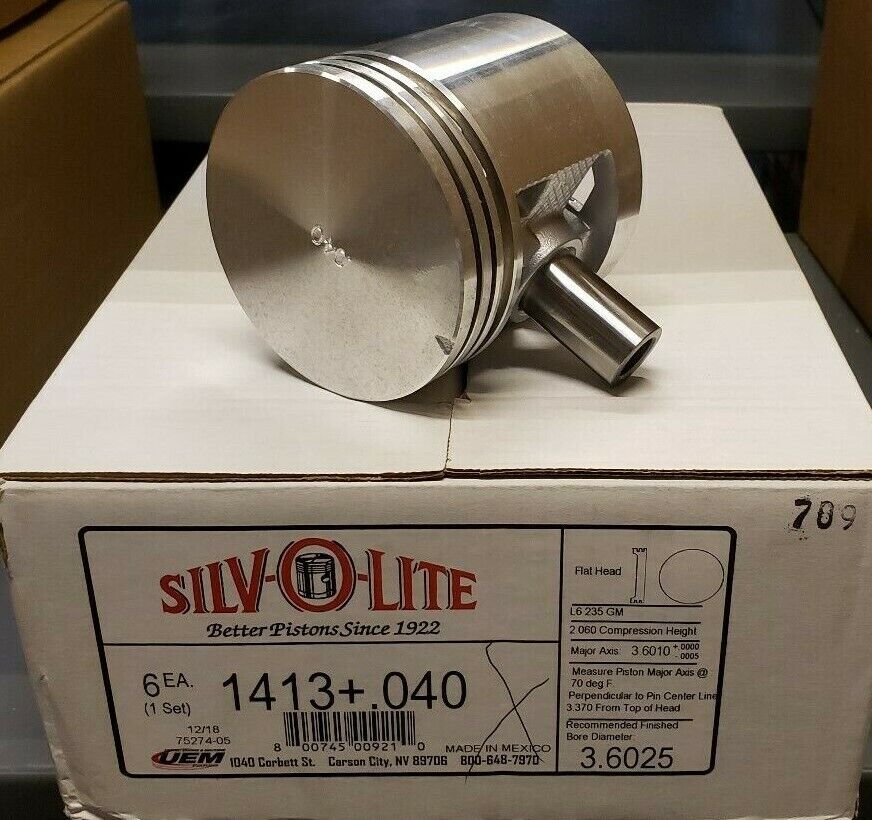 040
709
SILV-O-LITE
Better Pistons Since 1922
6 EA.
(1 Set)
1413+.040
12/18
75274-05
8 00745 00921 0
MADE IN MEXICO
UEM
1040 Corbett St. Carson City, NV 89706 800-648-7970
Flat Head
L6 235 GM
2.060 Compression Height
Major Axis: 3.6010 +.0000
-.0005
Measure Piston Major Axis @
70 deg F.
Perpendicular to Pin Center Line
3.370 From Top of Head
Recommended Finished
Bore Diameter:
3.6025